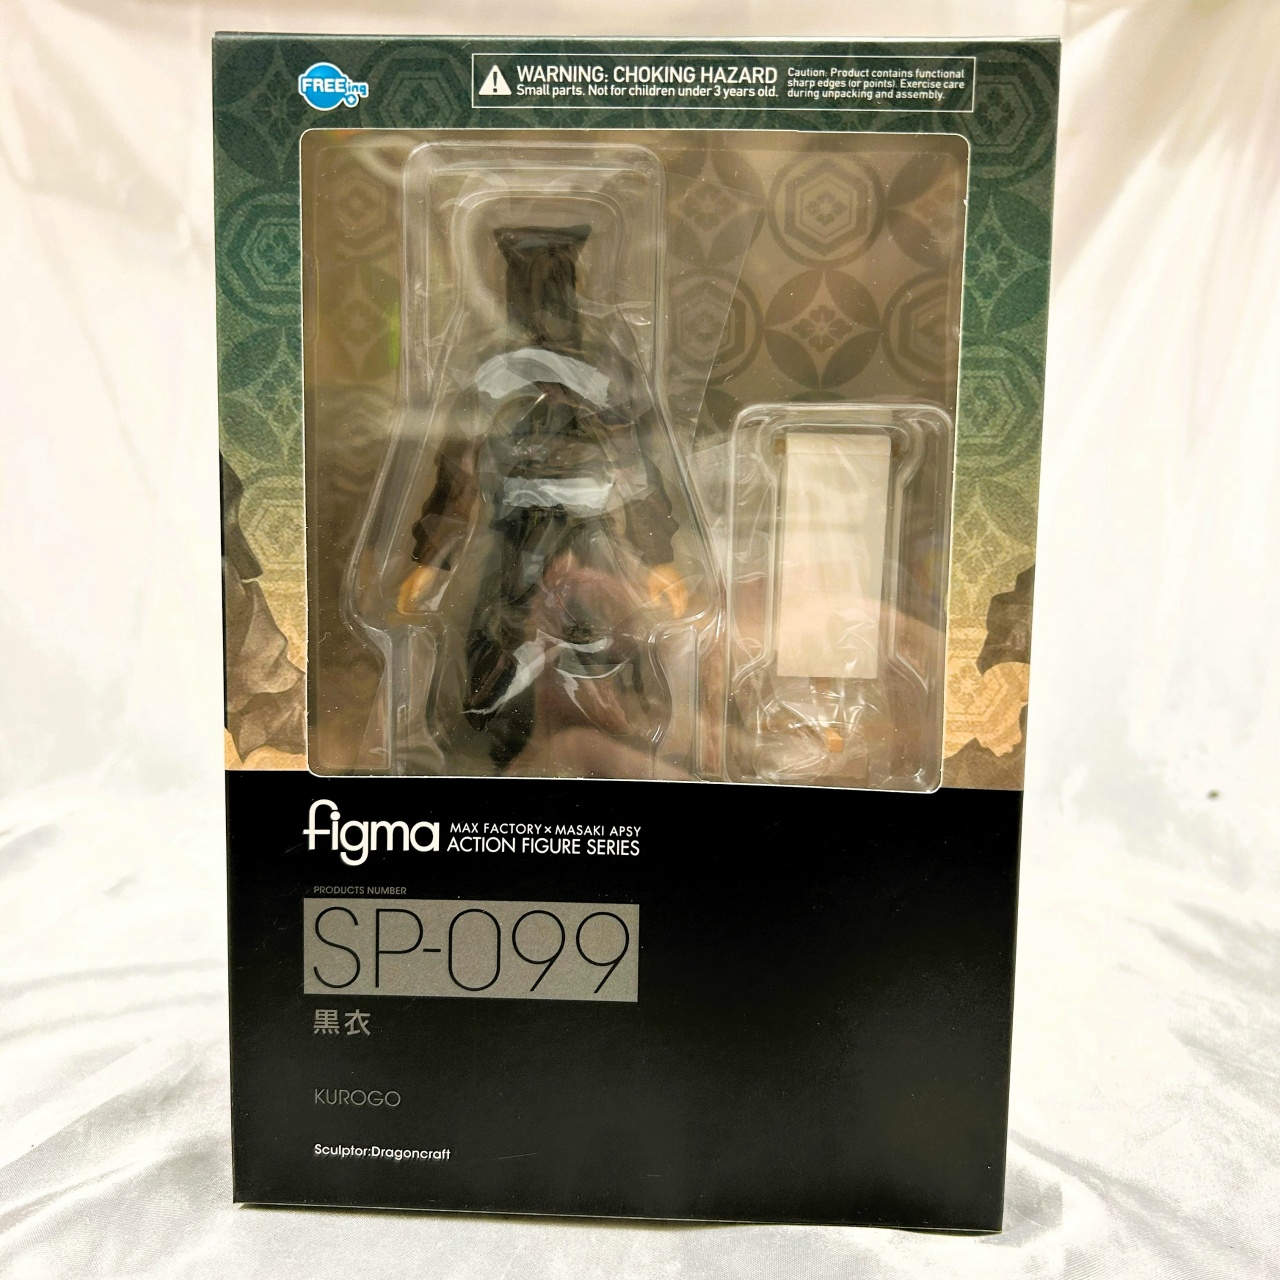 FREEing
WARNING: CHOKING HAZARD
Small parts. Not for children under 3 years old.
Caution: Product contains functional
sharp edges (or points). Exercise care
during unpacking and assembly.
figma
MAX FACTORY × MASAKI APSY
ACTION FIGURE SERIES
PRODUCTS NUMBER
SP-099
黒衣
KUROGO
Sculptor:Dragoncraft